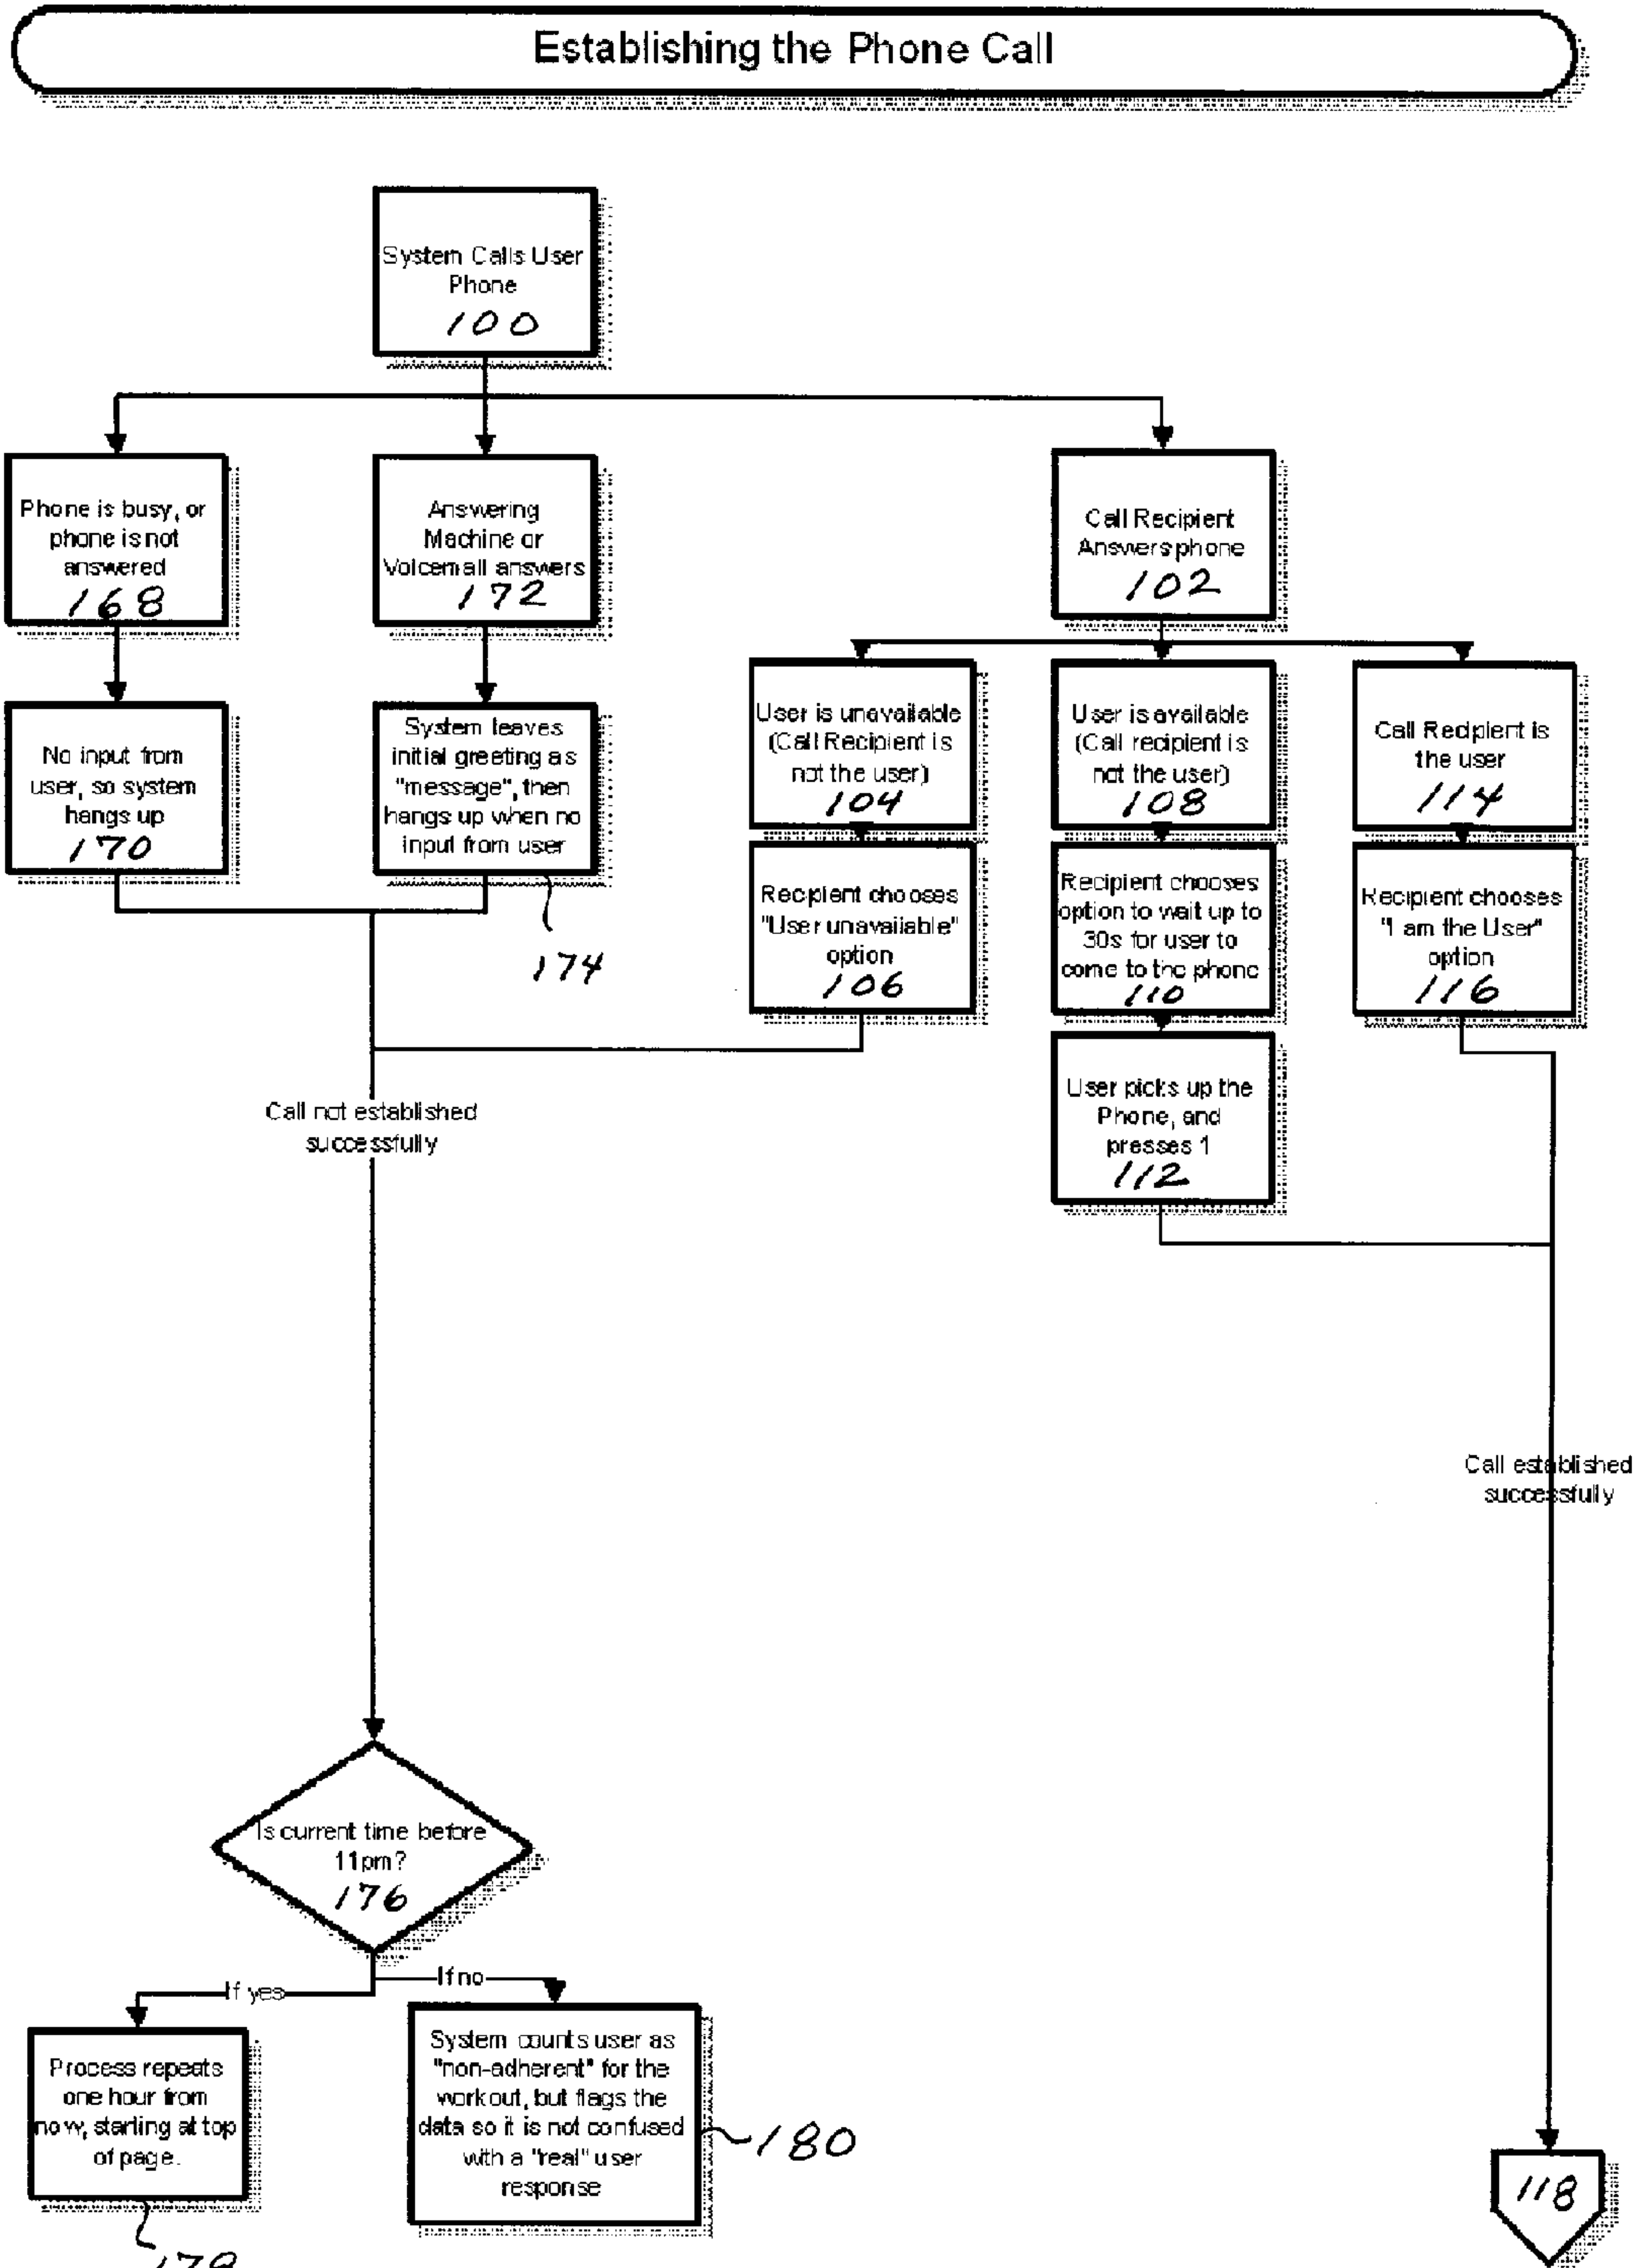 Establishing the Phone Call
System Calls User
Phone
100
Phone is busy, or
phone is not
answered
168
Answering
Machine or
Voicemail answers
172
Call Recipient
Answers phone
102
No input from
user, so system
hangs up
170
System leaves
initial greeting as
"message", then
hangs up when no
input from user
174
User is unavailable
(Call Recipient is
not the user)
104
User is available
(Call recipient is
not the user)
108
Call Recipient is
the user
114
Recipient chooses
"User unavailable"
option
106
Recipient chooses
option to wait up to
30s for user to
come to the phone
110
Recipient chooses
"I am the User"
option
116
User picks up the
Phone, and
presses 1
112
Call not established
successfully
Call established
successfully
Is current time before
11pm?
176
If yes
If no
Process repeats
one hour from
now, starting at top
of page.
178
System counts user as
"non-adherent" for the
workout, but flags the
data so it is not confused
with a "real" user
response
180
118